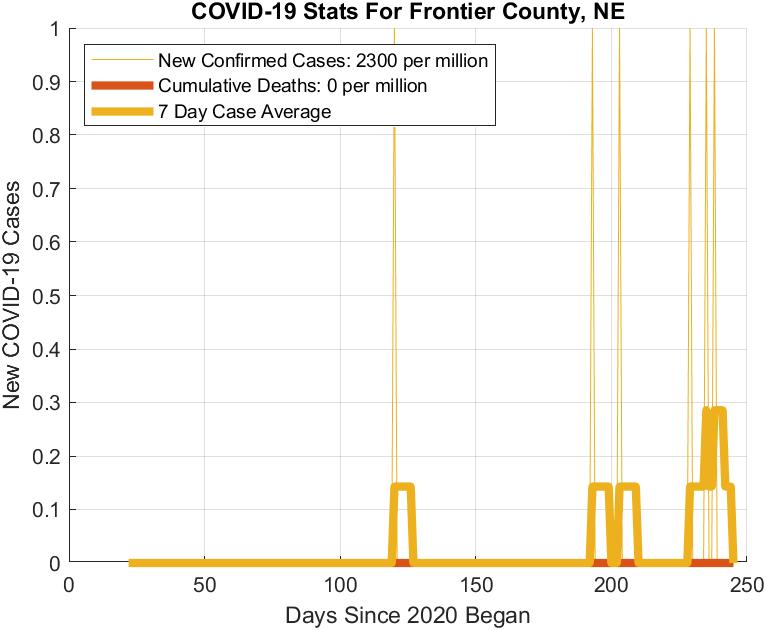 COVID-19 Stats For Frontier County, NE
New Confirmed Cases: 2300 per million
Cumulative Deaths: 0 per million
7 Day Case Average
New COVID-19 Cases
1
0.9
0.8
0.7
0.6
0.5
0.4
0.3
0.2
0.1
0
0 50 100 150 200 250
Days Since 2020 Began